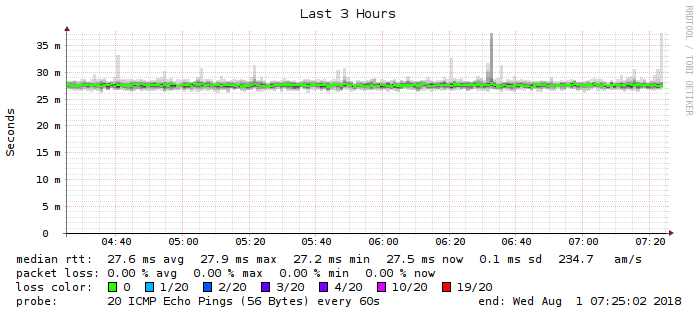 Last 3 Hours
RRDTOOL / TOBI OETIKER
Seconds
35 m
30 m
25 m
20 m
15 m
10 m
5 m
0
04:40 05:00 05:20 05:40 06:00 06:20 06:40 07:00 07:20
median rtt: 27.6 ms avg 27.9 ms max 27.2 ms min 27.5 ms now 0.1 ms sd 234.7 am/s
packet loss: 0.00 % avg 0.00 % max 0.00 % min 0.00 % now
loss color: 0 1/20 2/20 3/20 4/20 10/20 19/20
probe: 20 ICMP Echo Pings (56 Bytes) every 60s end: Wed Aug 1 07:25:02 2018